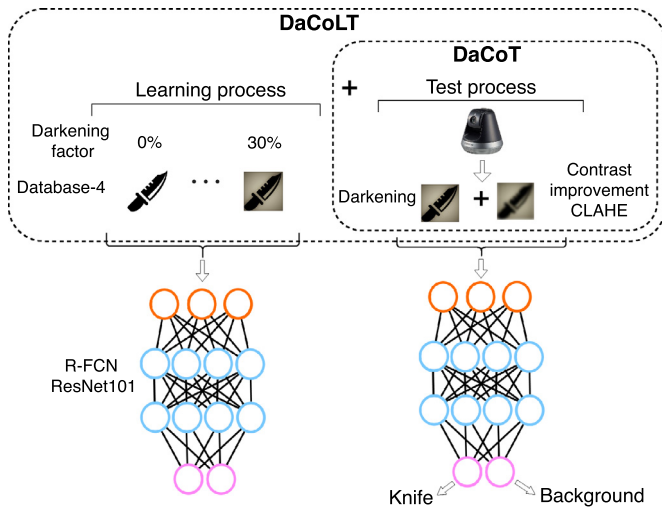 DaCoLT
DaCoT
Learning process
+
Test process
Darkening
factor
0%
30%
Database-4
• • •
Darkening
+
Contrast
improvement
CLAHE
R-FCN
ResNet101
Knife
Background